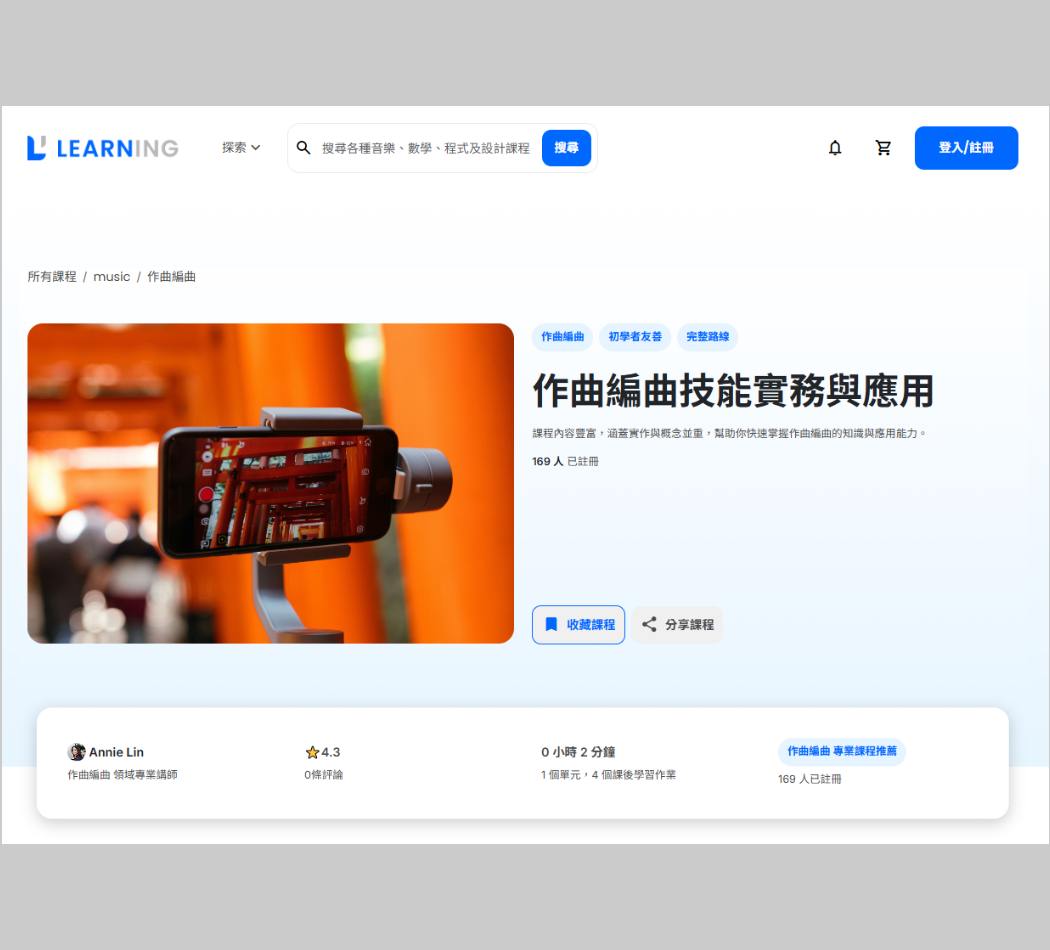 LEARNING
探索
搜尋各種音樂、數學、程式及設計課程
搜尋
登入/註冊
所有課程 / music / 作曲編曲
作曲編曲 初學者友善 完整路線
作曲編曲技能實務與應用
課程內容豐富，涵蓋實作與概念並重，幫助你快速掌握作曲編曲的知識與應用能力。
169 人 已註冊
收藏課程
分享課程
Annie Lin
作曲編曲 領域專業講師
4.3
0條評論
0 小時 2 分鐘
1 個單元，4 個課後學習作業
作曲編曲 專業課程推薦
169 人已註冊